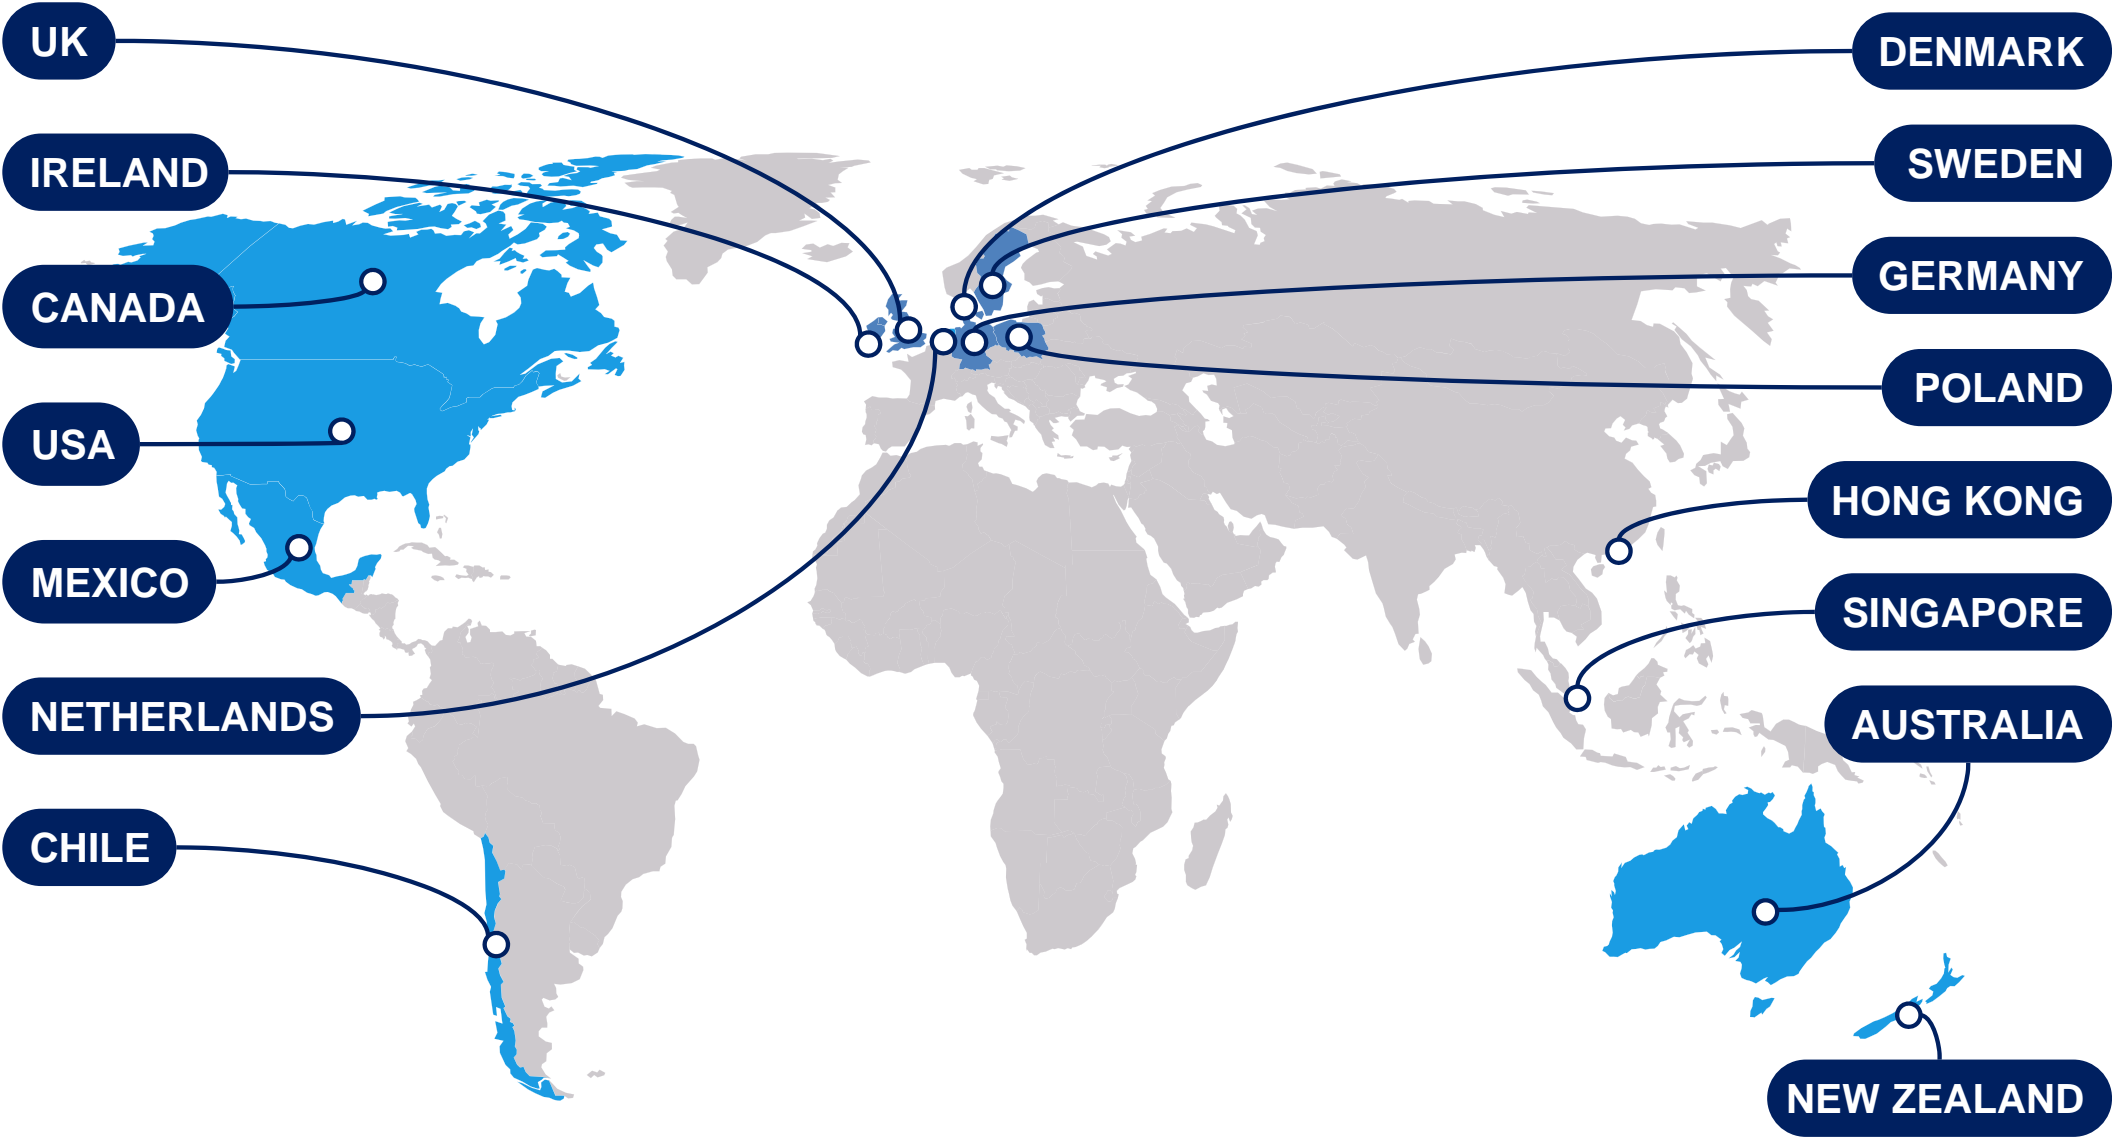 UK
IRELAND
CANADA
USA
MEXICO
NETHERLANDS
CHILE
DENMARK
SWEDEN
GERMANY
POLAND
HONG KONG
SINGAPORE
AUSTRALIA
NEW ZEALAND